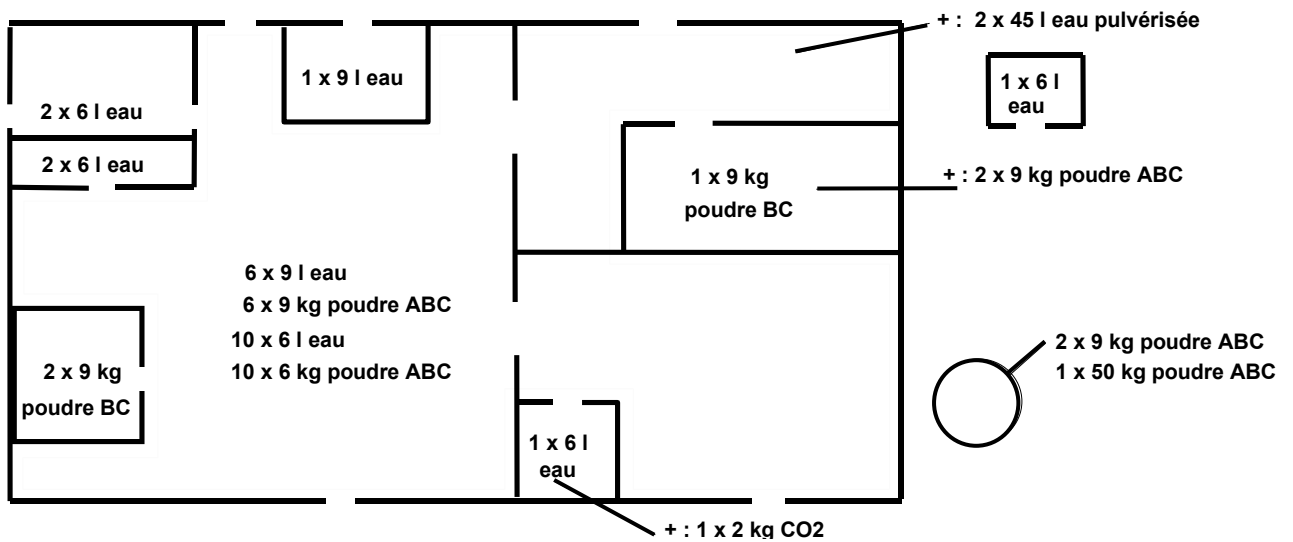 + : 2 x 45 l eau pulvérisée
1 x 9 l eau
1 x 6 l
eau
2 x 6 l eau
2 x 6 l eau
1 x 9 kg
poudre BC
+ : 2 x 9 kg poudre ABC
6 x 9 l eau
6 x 9 kg poudre ABC
10 x 6 l eau
10 x 6 kg poudre ABC
2 x 9 kg poudre ABC
1 x 50 kg poudre ABC
2 x 9 kg
poudre BC
1 x 6 l
eau
+ : 1 x 2 kg CO2